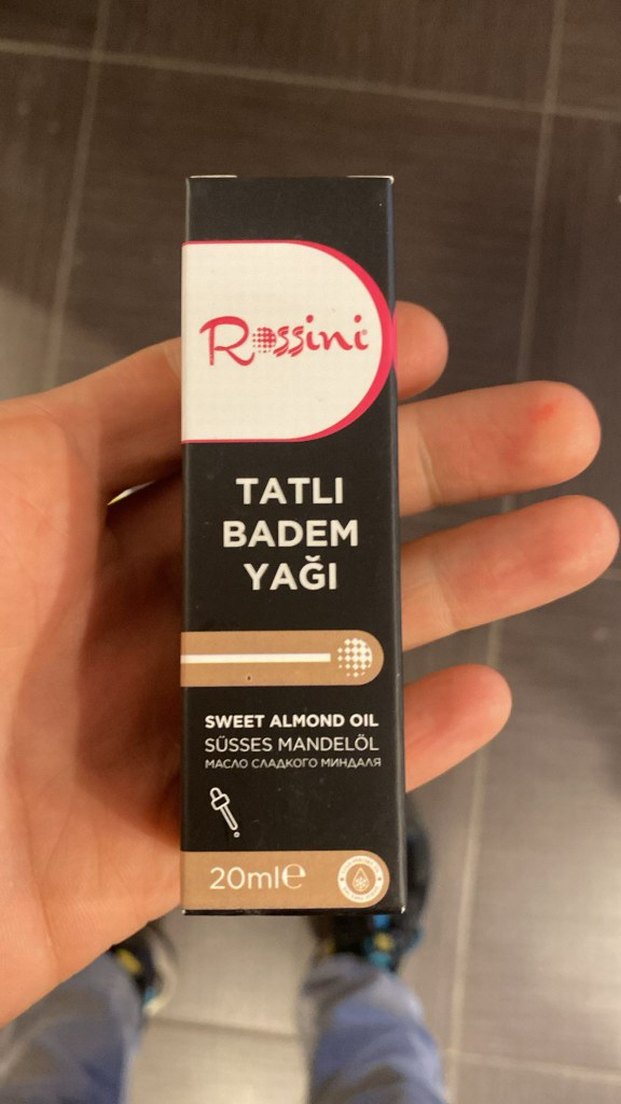 Rossini
TATLI
BADEM
YAĞI
SWEET ALMOND OIL
SÜSSES MANDELÖL
МАСЛО СЛАДКОГО МИНДАЛЯ
20ml℮